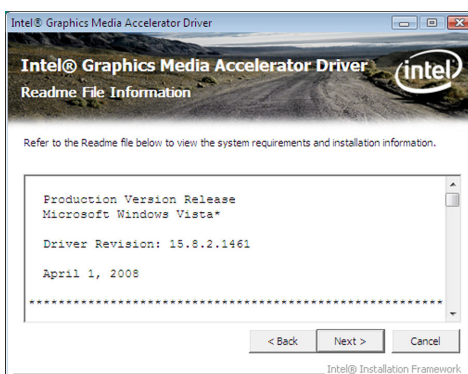 Intel® Graphics Media Accelerator Driver
Intel® Graphics Media Accelerator Driver
Readme File Information
intel
Refer to the Readme file below to view the system requirements and installation information.
Production Version Release
Microsoft Windows Vista*
Driver Revision: 15.8.2.1461
April 1, 2008
********************************************************
< Back
Next >
Cancel
Intel® Installation Framework